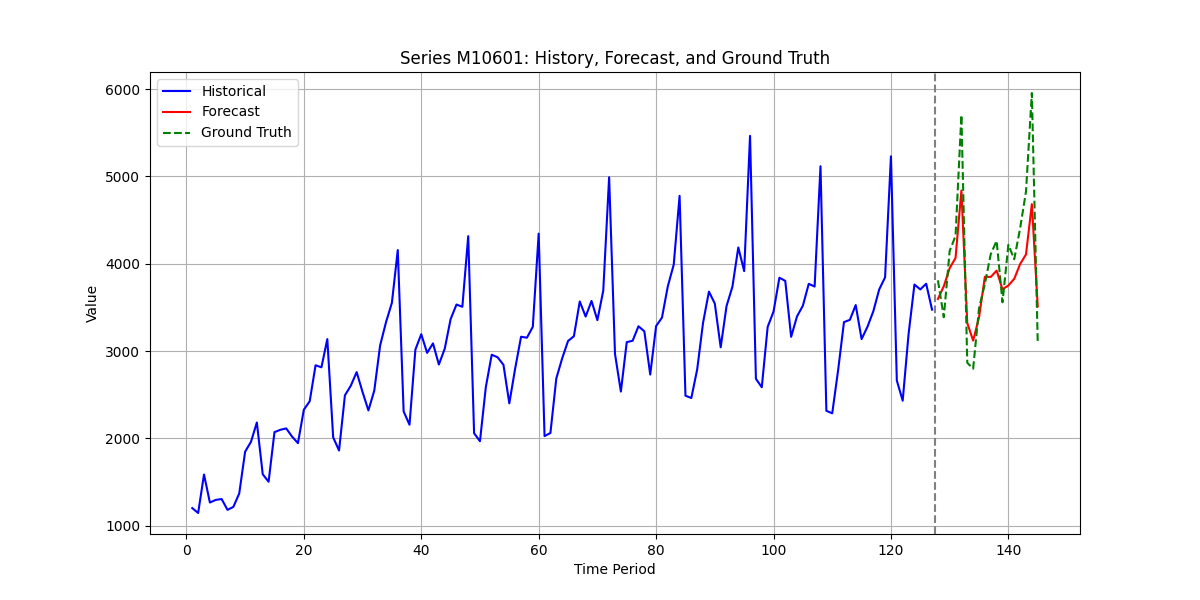 Series M10601: History, Forecast, and Ground Truth
Historical
Forecast
Ground Truth
6000
5000
4000
3000
2000
1000
Value
0 20 40 60 80 100 120 140
Time Period